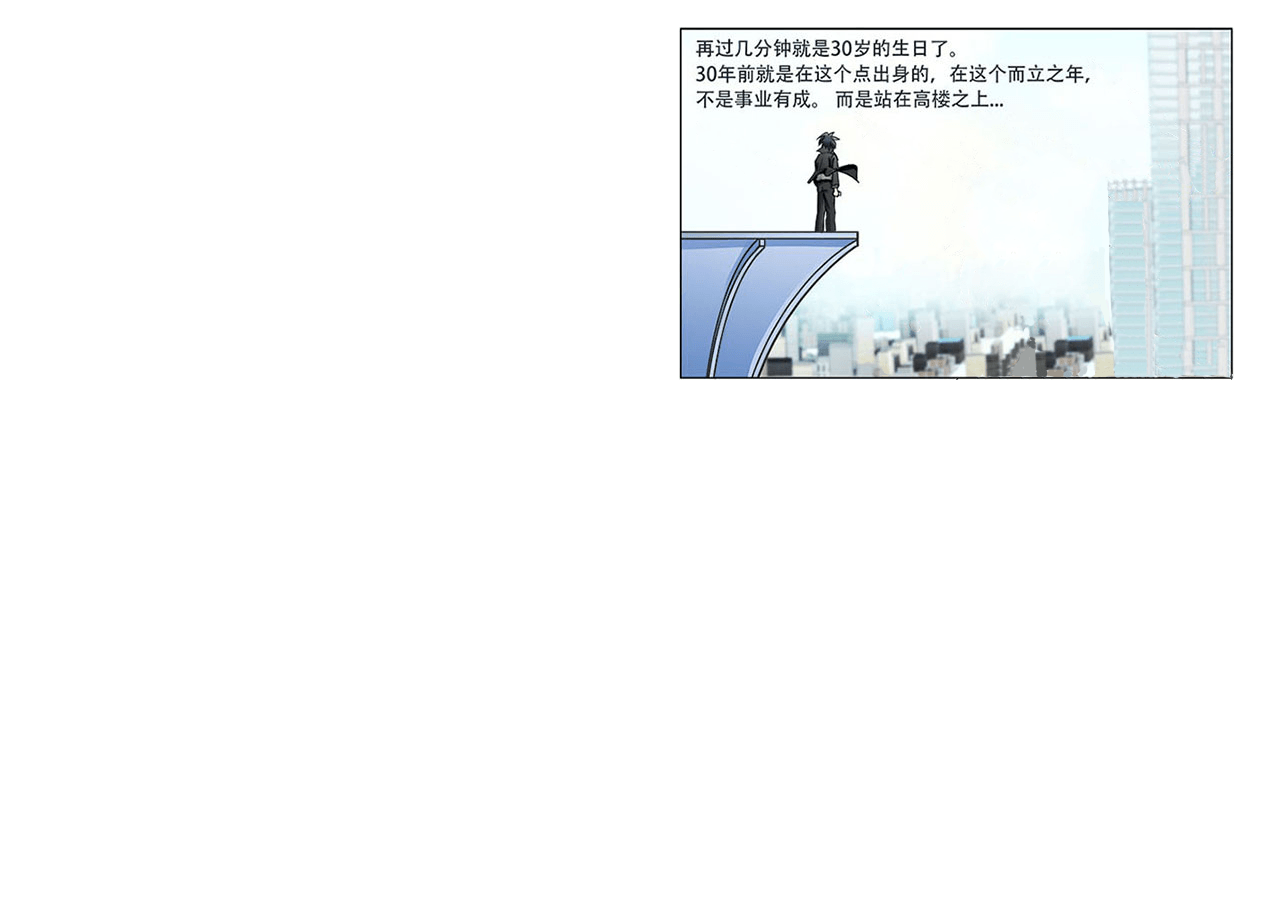 再过几分钟就是30岁的生日了。
30年前就是在这个点出身的，在这个而立之年，
不是事业有成。 而是站在高楼之上...